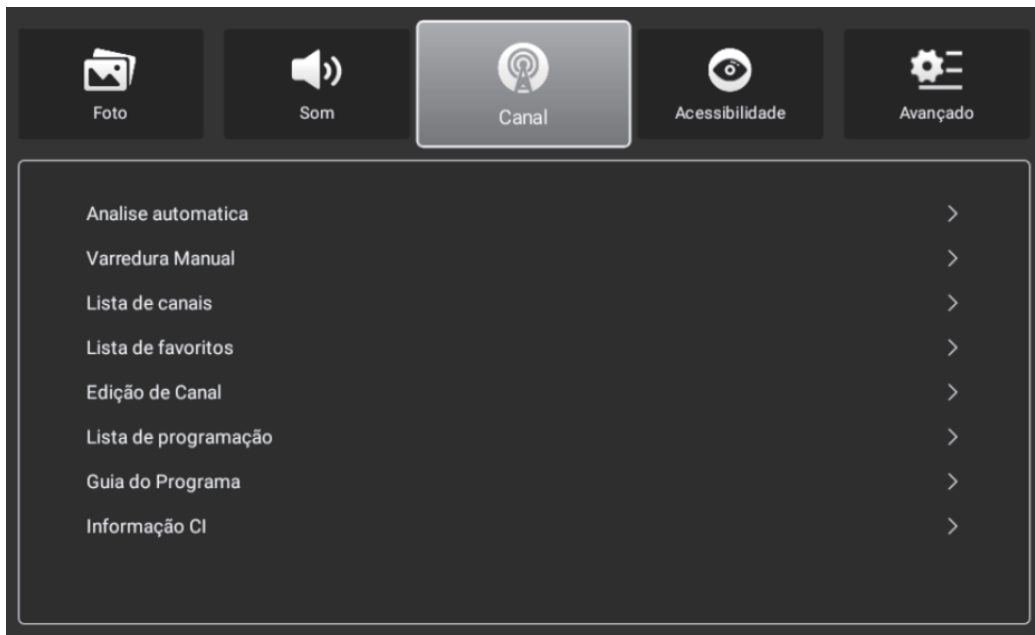 Foto
Som
Canal
Acessibilidade
Avançado
Analise automatica
Varredura Manual
Lista de canais
Lista de favoritos
Edição de Canal
Lista de programação
Guia do Programa
Informação CI